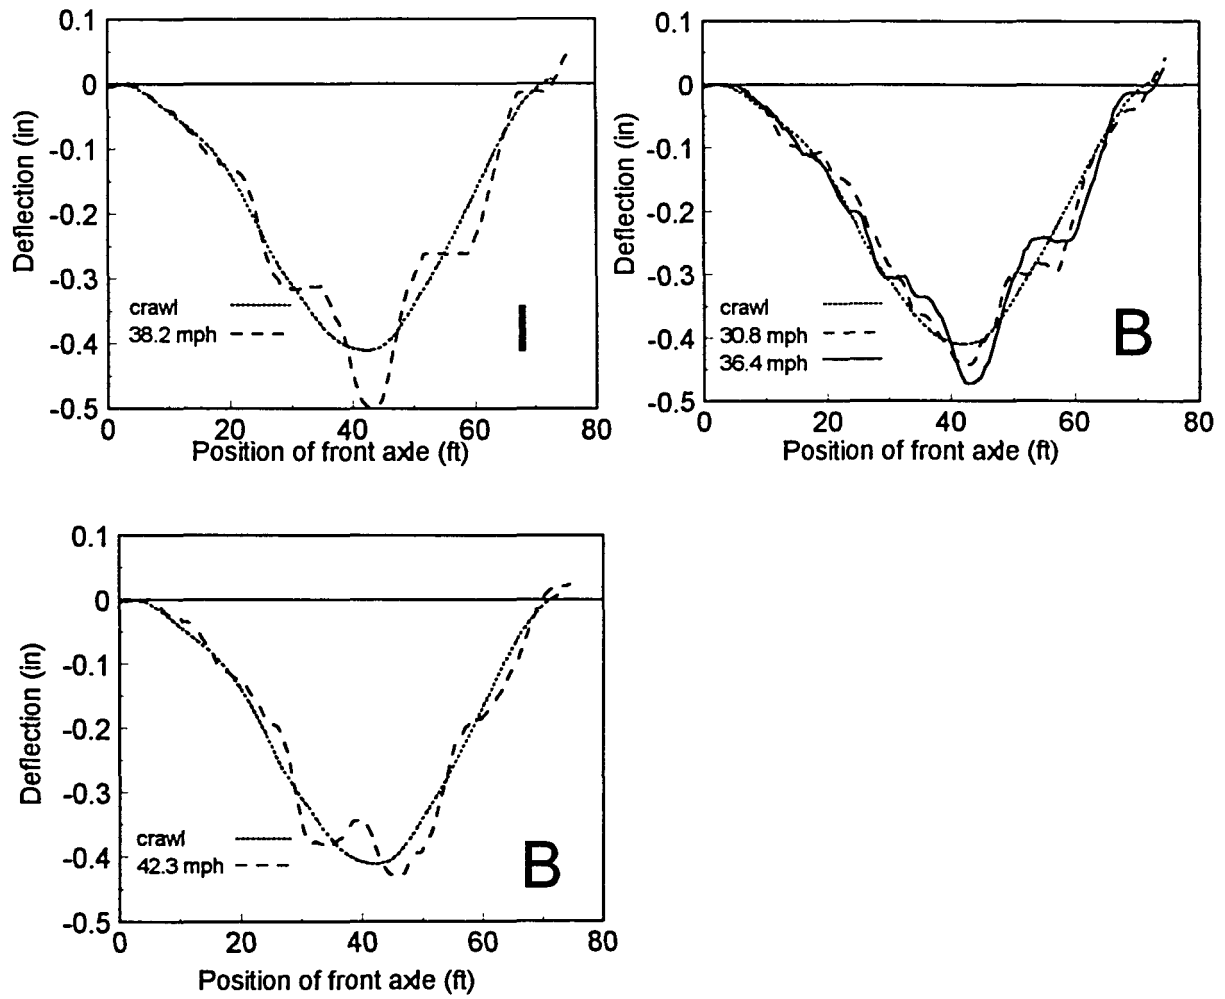 0.1
0
-0.1
-0.2
-0.3
-0.4
-0.5
Deflection (in)
crawl
38.2 mph
I
0 20 40 60 80
Position of front axle (ft)
0.1
0
-0.1
-0.2
-0.3
-0.4
-0.5
Deflection (in)
crawl
30.8 mph
36.4 mph
B
0 20 40 60 80
Position of front axle (ft)
0.1
0
-0.1
-0.2
-0.3
-0.4
-0.5
Deflection (in)
crawl
42.3 mph
B
0 20 40 60 80
Position of front axle (ft)